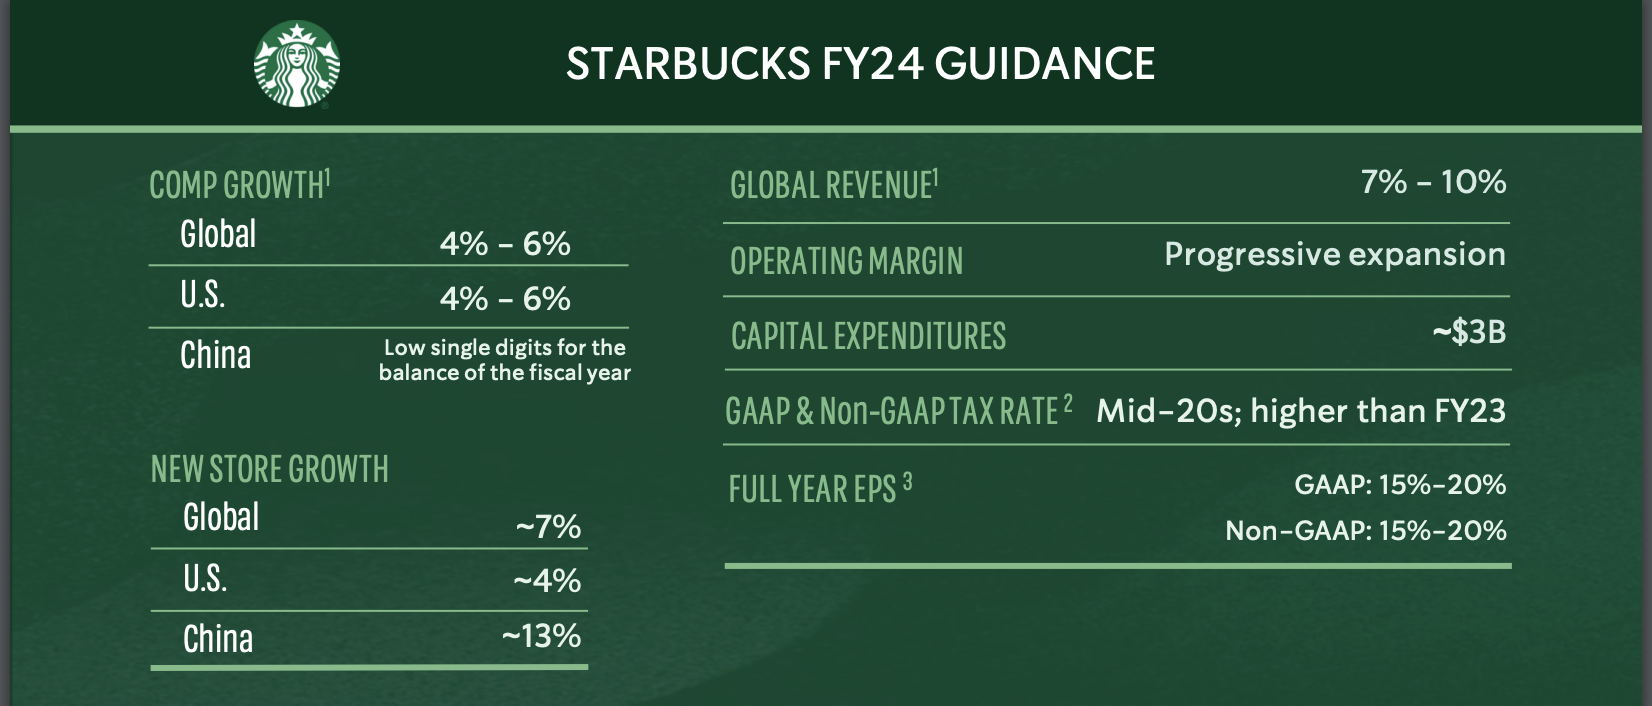 STARBUCKS FY24 GUIDANCE
COMP GROWTH¹
Global 4% – 6%
U.S. 4% – 6%
China Low single digits for the
balance of the fiscal year
NEW STORE GROWTH
Global ~7%
U.S. ~4%
China ~13%
GLOBAL REVENUE¹ 7% – 10%
OPERATING MARGIN Progressive expansion
CAPITAL EXPENDITURES ~$3B
GAAP & Non-GAAP TAX RATE ² Mid-20s; higher than FY23
FULL YEAR EPS ³ GAAP: 15%-20%
Non-GAAP: 15%-20%